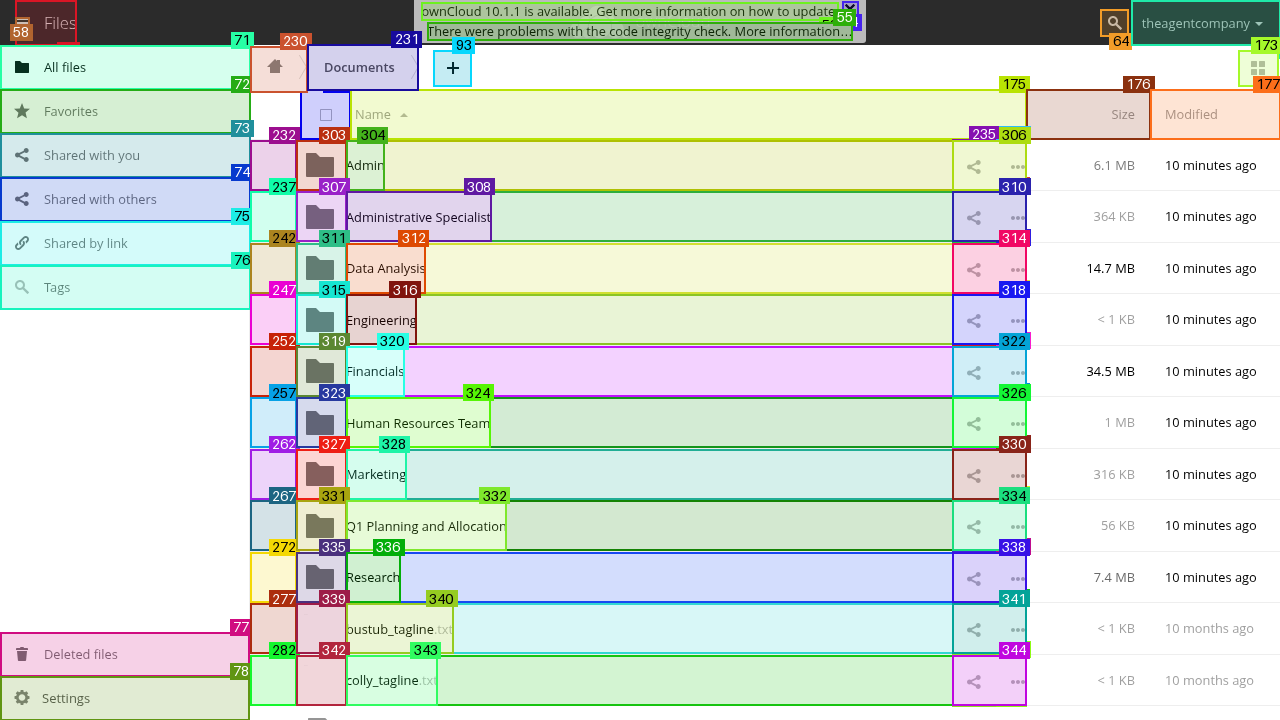 Files
ownCloud 10.1.1 is available. Get more information on how to update
There were problems with the code integrity check. More information...
55
58
64
theagentcompany
71
230
231
93
173
All files
Documents
+
72
175
176
177
Favorites
Name
Size
Modified
73
232
303
304
235
306
Shared with you
Admin
6.1 MB
10 minutes ago
74
237
307
308
310
Shared with others
Administrative Specialist
364 KB
10 minutes ago
75
242
311
312
314
Shared by link
Data Analysis
14.7 MB
10 minutes ago
76
247
315
316
318
Tags
Engineering
< 1 KB
10 minutes ago
252
319
320
322
Financials
34.5 MB
10 minutes ago
257
323
324
326
Human Resources Team
1 MB
10 minutes ago
262
327
328
330
Marketing
316 KB
10 minutes ago
267
331
332
334
Q1 Planning and Allocation
56 KB
10 minutes ago
272
335
336
338
Research
7.4 MB
10 minutes ago
277
339
340
341
bustub_tagline.txt
< 1 KB
10 months ago
77
282
342
343
344
Deleted files
colly_tagline.txt
< 1 KB
10 months ago
78
Settings